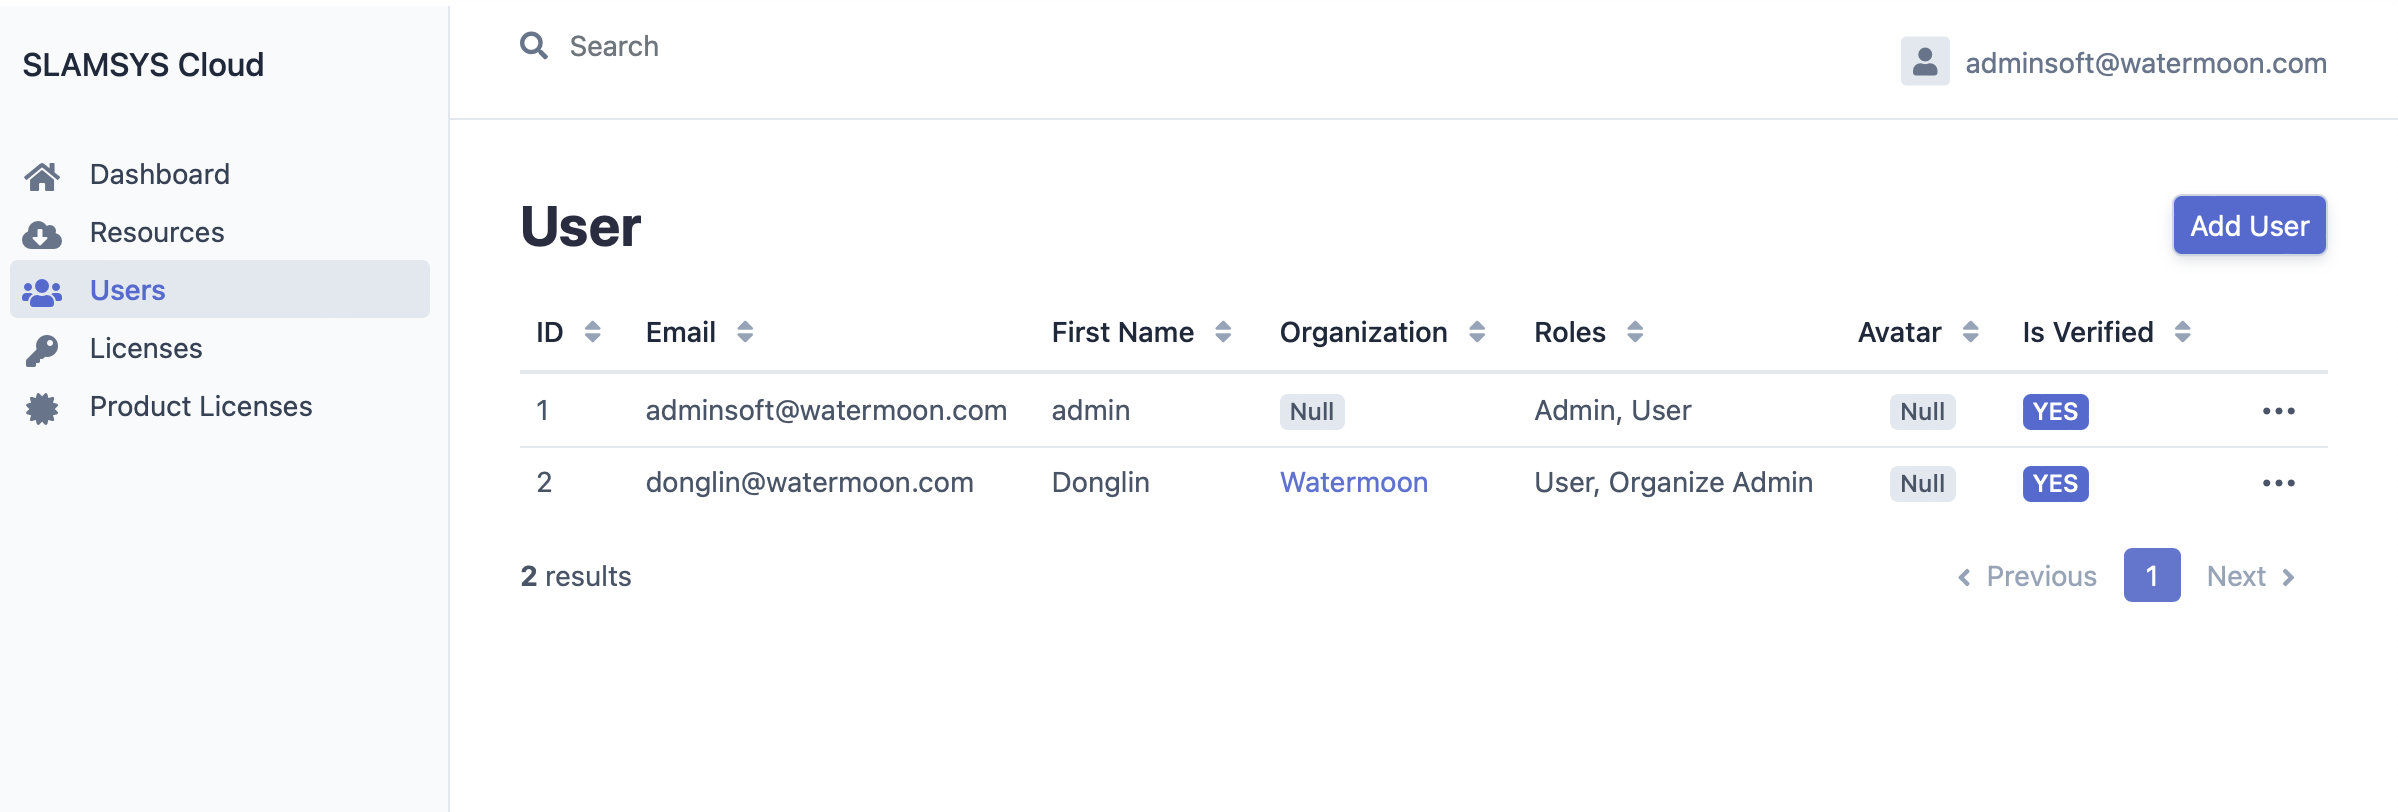 SLAMSYS Cloud
Search
adminsoft@watermoon.com
Dashboard
Resources
Users
Licenses
Product Licenses
User
Add User
ID Email First Name Organization Roles Avatar Is Verified
1 adminsoft@watermoon.com admin Null Admin, User Null YES
2 donglin@watermoon.com Donglin Watermoon User, Organize Admin Null YES
2 results
Previous 1 Next